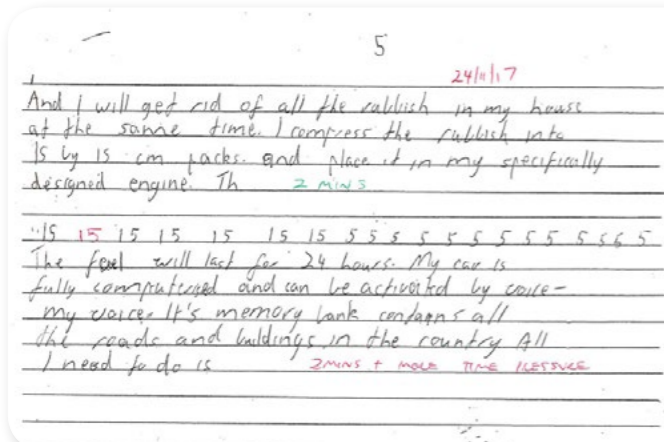 5
24/11/17
And I will get rid of all the rubbish in my house
at the same time. I compress the rubbish into
15 by 15 cm packs. and place it in my specifically
designed engine. Th 2 MINS
15 15 15 15 15 15 15 5 5 5 5 5 5 5 5 5 5 5 6 5
The fuel will last for 24 hours. My car is
fully computerised and can be activated by voice-
my voice. It's memory bank contains all
the roads and buildings in the country All
I need to do is 2 MINS + MORE TIME PRESSURE